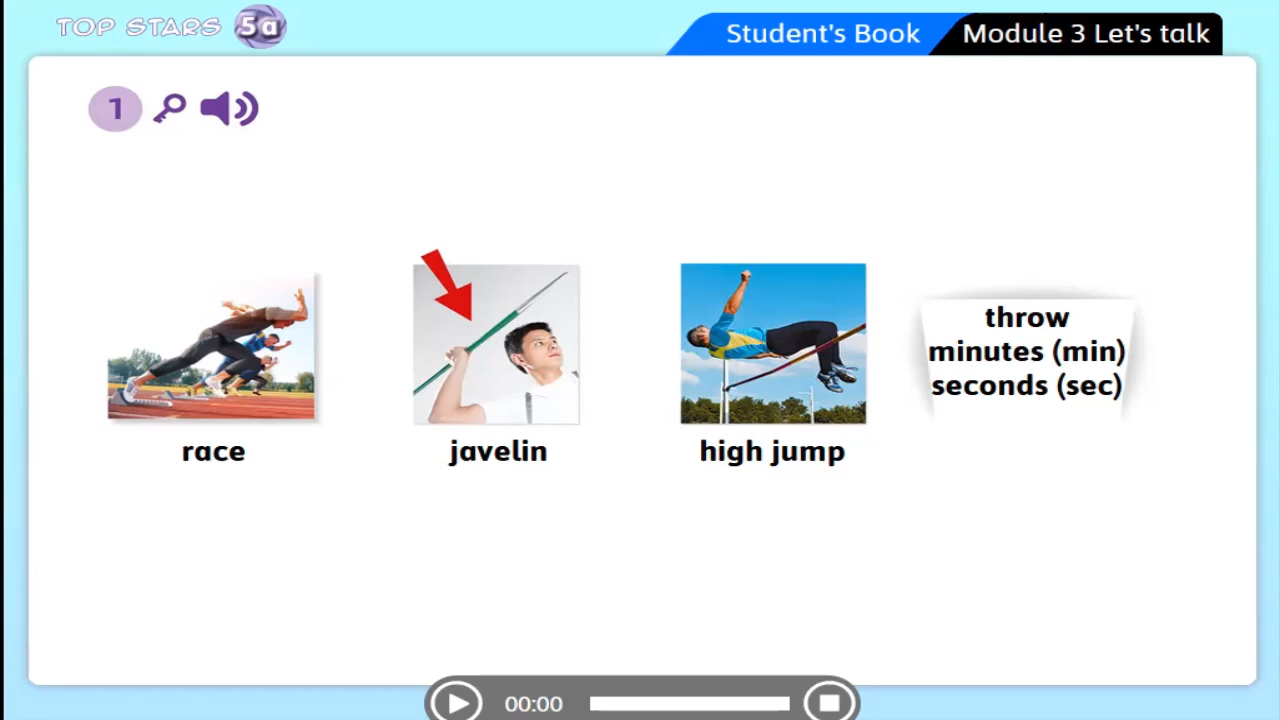 TOP STARS 5a
Student's Book
Module 3 Let's talk
1
race
javelin
high jump
throw
minutes (min)
seconds (sec)
00:00